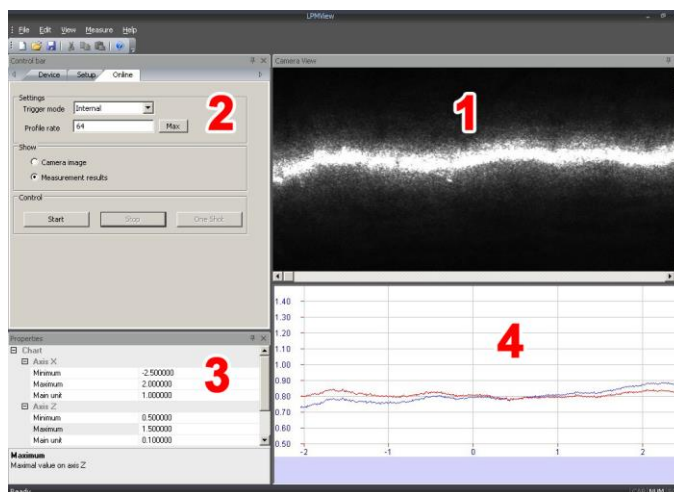 LPMView
File Edit View Measure Help
Control bar
Camera View
Device Setup Online
Settings
Trigger mode Internal
Profile rate 64 Max
Show
Camera image
Measurement results
Control
Start Stop One Shot
2
1
Properties
Chart
Axis X
Minimum -2.500000
Maximum 2.000000
Main unit 1.000000
Axis Z
Minimum 0.500000
Maximum 1.500000
Main unit 0.100000
3
Maximum
Maximal value on axis Z
1.40
1.30
1.20
1.10
1.00
0.90
0.80
0.70
0.60
0.50
-2 -1 0 1 2
4
Ready
CAP NUM